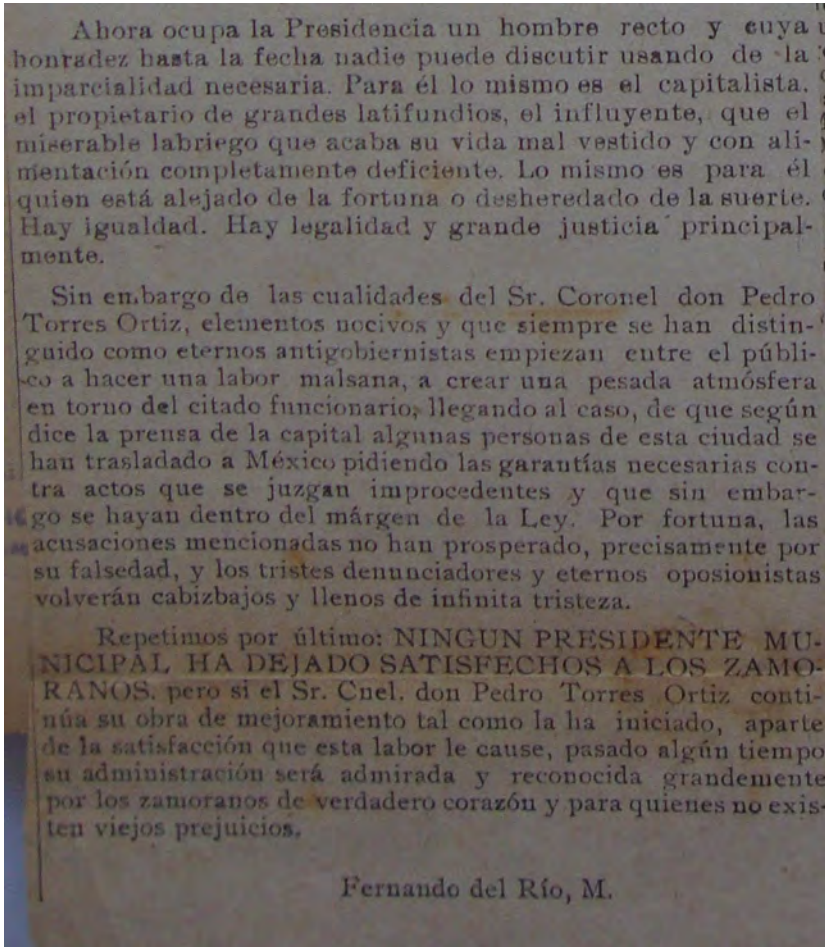 Ahora ocupa la Presidencia un hombre recto y cuya
honradez hasta la fecha nadie puede discutir usando de la
imparcialidad necesaria. Para él lo mismo es el capitalista.
el propietario de grandes latifundios, el influyente, que el
miserable labriego que acaba su vida mal vestido y con ali-
mentación completamente deficiente. Lo mismo es para él
quien está alejado de la fortuna o desheredado de la suerte.
Hay igualdad. Hay legalidad y grande justicia principal-
mente.
Sin embargo de las cualidades del Sr. Coronel don Pedro
Torres Ortiz, elementos nocivos y que siempre se han distin-
guido como eternos antigobiernistas empiezan entre el públi-
co a hacer una labor malsana, a crear una pesada atmósfera
en torno del citado funcionario, llegando al caso, de que según
dice la prensa de la capital algunas personas de esta ciudad se
han trasladado a México pidiendo las garantías necesarias con-
tra actos que se juzgan improcedentes y que sin embar-
go se hayan dentro del márgen de la Ley. Por fortuna, las
acusaciones mencionadas no han prosperado, precisamente por
su falsedad, y los tristes denunciadores y eternos oposionistas
volverán cabizbajos y llenos de infinita tristeza.
Repetimos por último: NINGUN PRESIDENTE MU-
NICIPAL HA DEJADO SATISFECHOS A LOS ZAMO-
RANOS. pero si el Sr. Cnel. don Pedro Torres Ortiz conti-
núa su obra de mejoramiento tal como la ha iniciado, aparte
de la satisfacción que esta labor le cause, pasado algún tiempo
su administración será admirada y reconocida grandemente
por los zamoranos de verdadero corazón y para quienes no exis-
ten viejos prejuicios.
Fernando del Río, M.